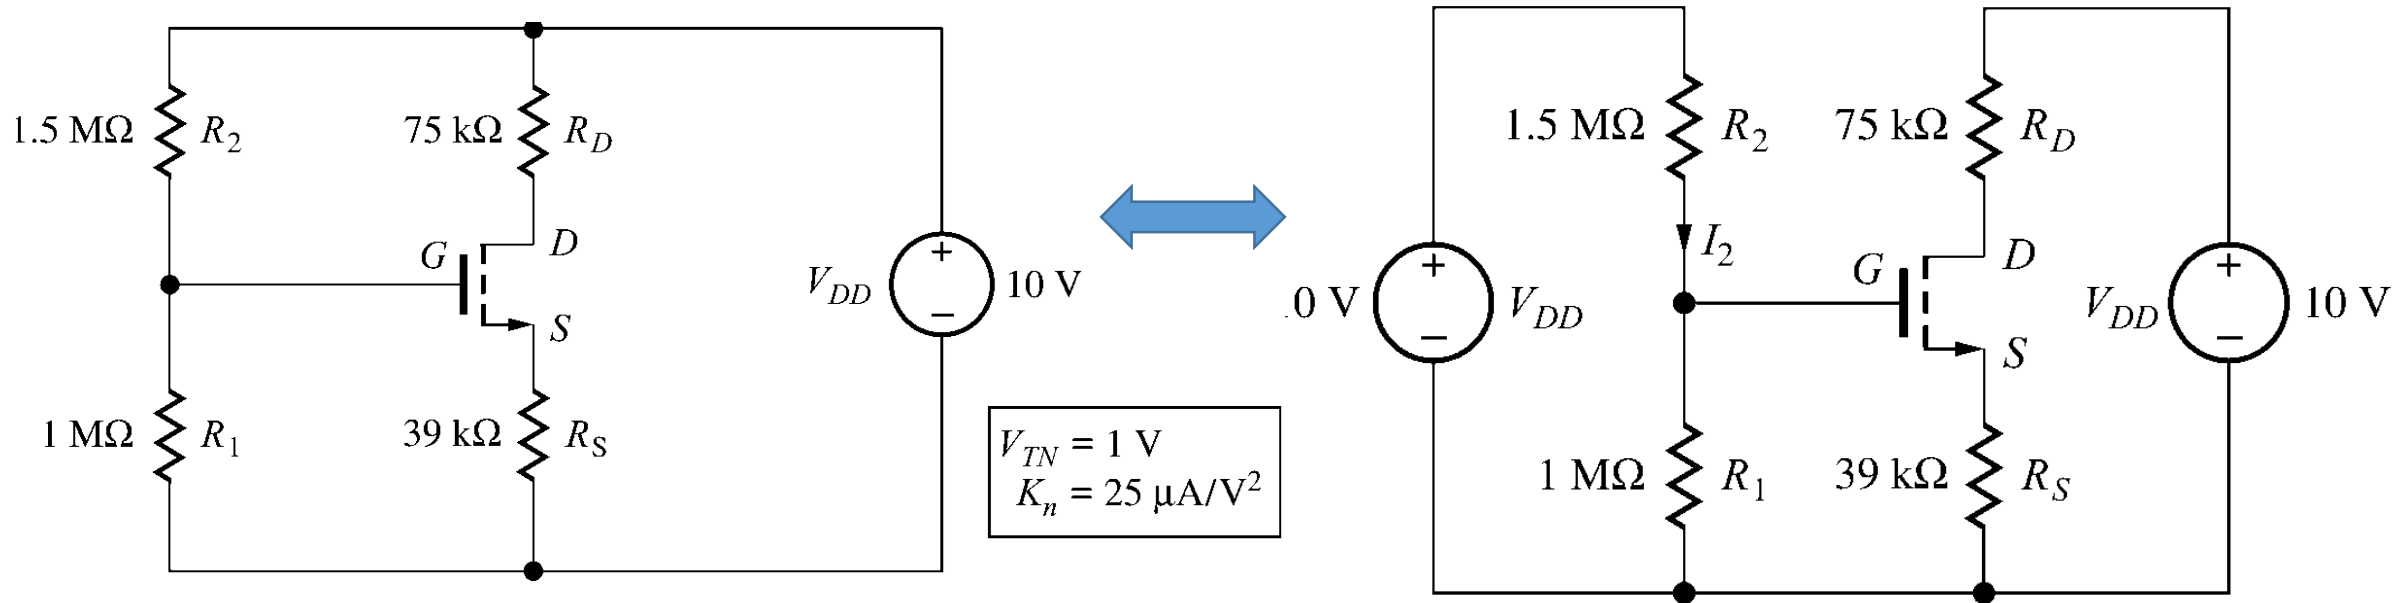 1.5 MΩ R2 75 kΩ RD
G D
S
VDD + − 10 V
1 MΩ R1 39 kΩ RS
VTN = 1 V
Kn = 25 μA/V²
1.5 MΩ R2 75 kΩ RD
I2
G D
S
.0 V + − VDD
VDD + − 10 V
1 MΩ R1 39 kΩ RS